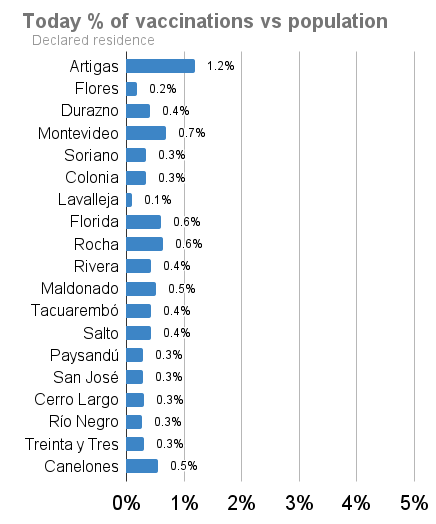 Today % of vaccinations vs population
Declared residence
Artigas 1.2%
Flores 0.2%
Durazno 0.4%
Montevideo 0.7%
Soriano 0.3%
Colonia 0.3%
Lavalleja 0.1%
Florida 0.6%
Rocha 0.6%
Rivera 0.4%
Maldonado 0.5%
Tacuarembó 0.4%
Salto 0.4%
Paysandú 0.3%
San José 0.3%
Cerro Largo 0.3%
Río Negro 0.3%
Treinta y Tres 0.3%
Canelones 0.5%
0% 1% 2% 3% 4% 5%